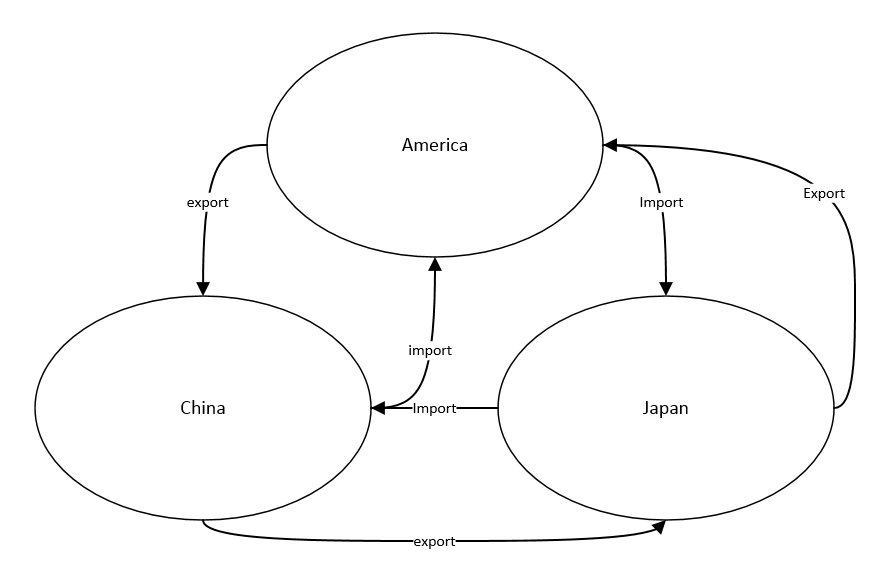 America
export
Import
Export
import
China
Import
Japan
export